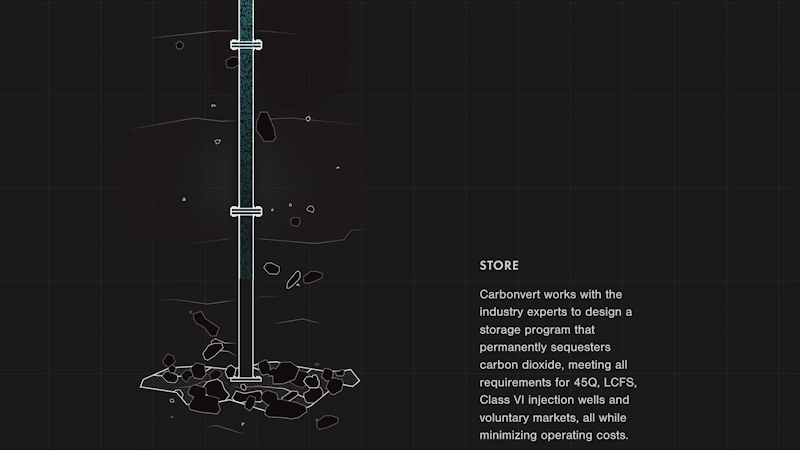 STORE
Carbonvert works with the
industry experts to design a
storage program that
permanently sequesters
carbon dioxide, meeting all
requirements for 45Q, LCFS,
Class VI injection wells and
voluntary markets, all while
minimizing operating costs.